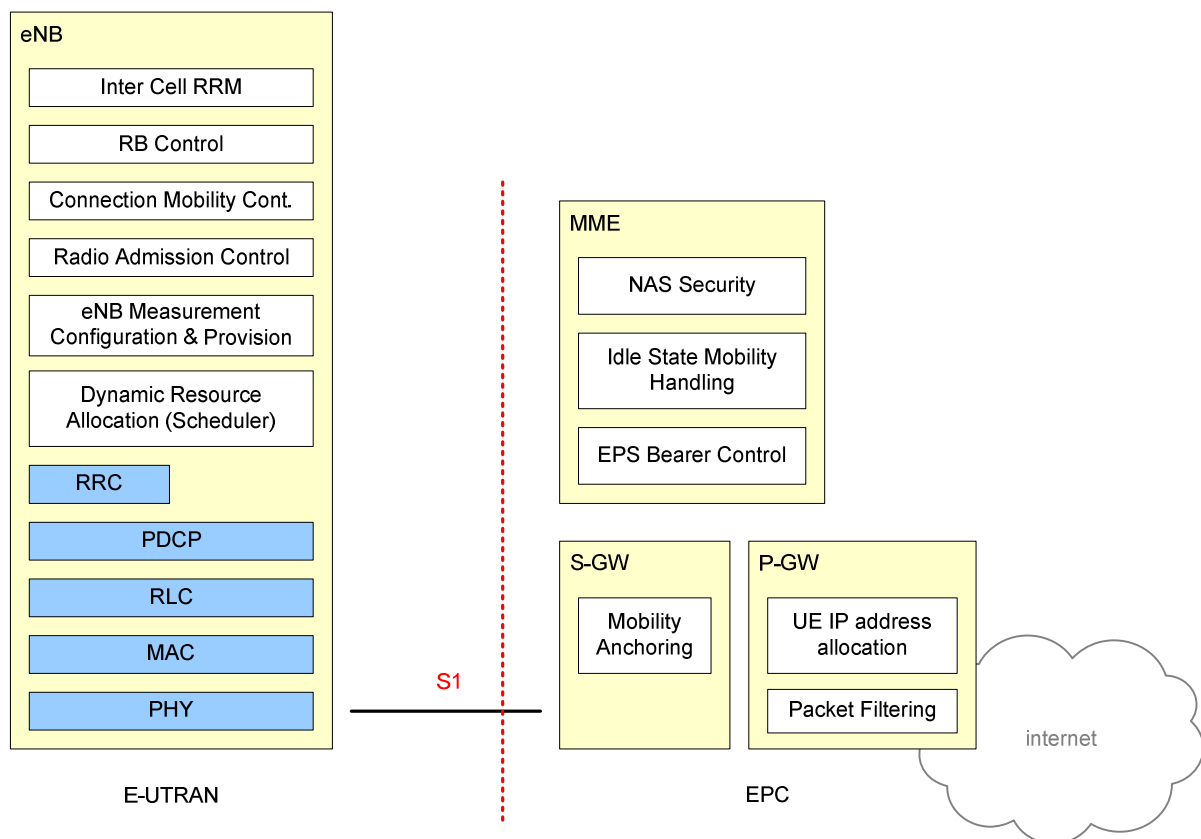 eNB
Inter Cell RRM
RB Control
Connection Mobility Cont.
Radio Admission Control
eNB Measurement
Configuration & Provision
Dynamic Resource
Allocation (Scheduler)
RRC
PDCP
RLC
MAC
PHY
S1
MME
NAS Security
Idle State Mobility
Handling
EPS Bearer Control
S-GW
Mobility
Anchoring
P-GW
UE IP address
allocation
Packet Filtering
internet
E-UTRAN
EPC